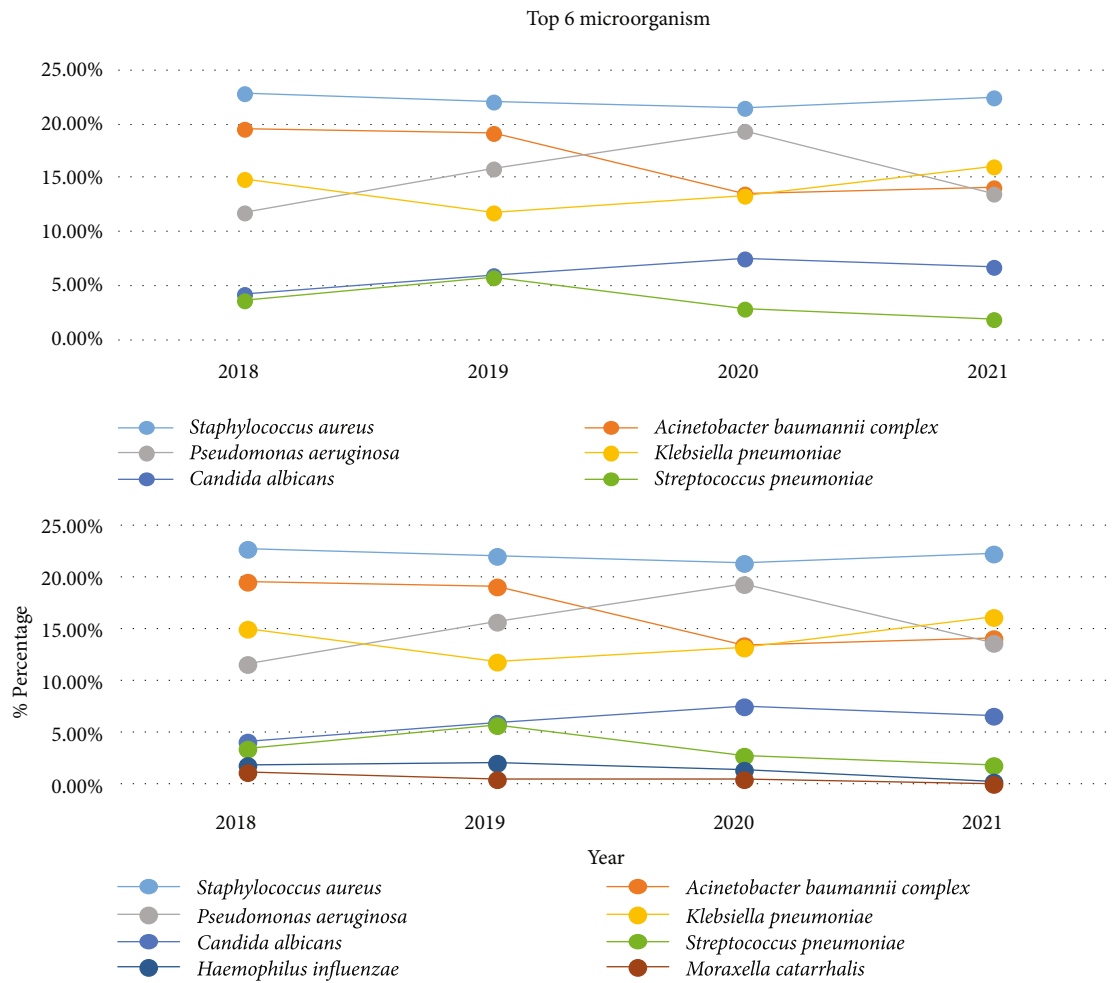 Top 6 microorganism
25.00%
20.00%
15.00%
10.00%
5.00%
0.00%
2018 2019 2020 2021
Staphylococcus aureus Acinetobacter baumannii complex
Pseudomonas aeruginosa Klebsiella pneumoniae
Candida albicans Streptococcus pneumoniae
% Percentage
25.00%
20.00%
15.00%
10.00%
5.00%
0.00%
2018 2019 2020 2021
Year
Staphylococcus aureus Acinetobacter baumannii complex
Pseudomonas aeruginosa Klebsiella pneumoniae
Candida albicans Streptococcus pneumoniae
Haemophilus influenzae Moraxella catarrhalis